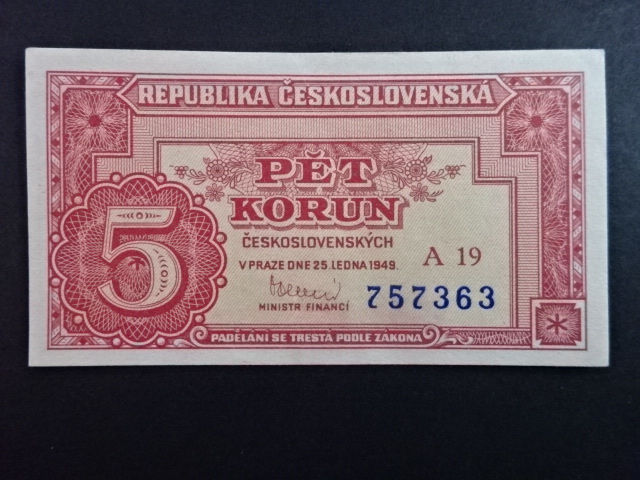 REPUBLIKA ČESKOSLOVENSKÁ
PĚT
KORUN
ČESKOSLOVENSKÝCH
V PRAZE DNE 25. LEDNA 1949.
A 19
MINISTR FINANCÍ
757363
5
PADĚLÁNÍ SE TRESTÁ PODLE ZÁKONA